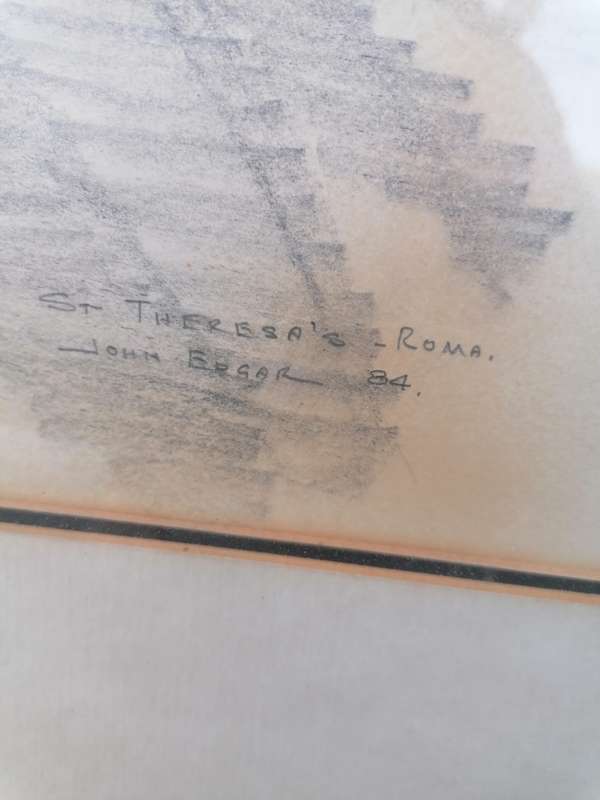 ST THERESA'S - ROMA.
JOHN EDGAR 84.